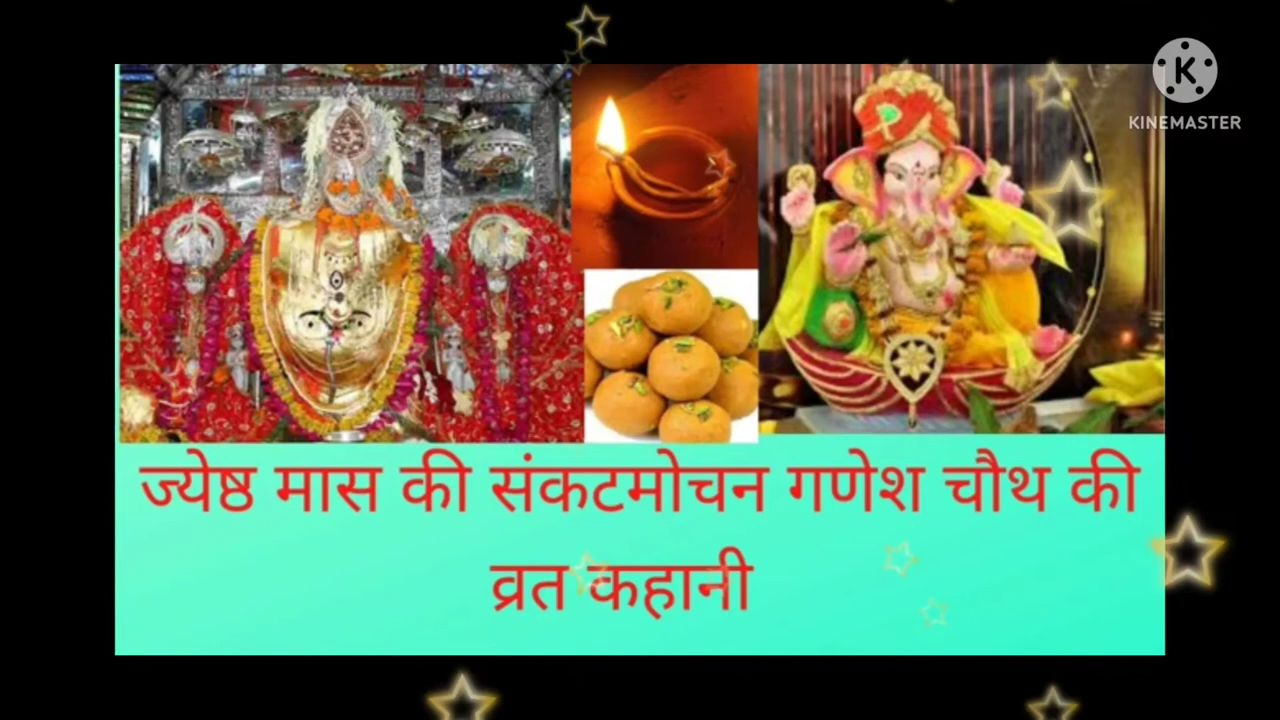 K
KINEMASTER
ज्येष्ठ मास की संकटमोचन गणेश चौथ की
व्रत कहानी